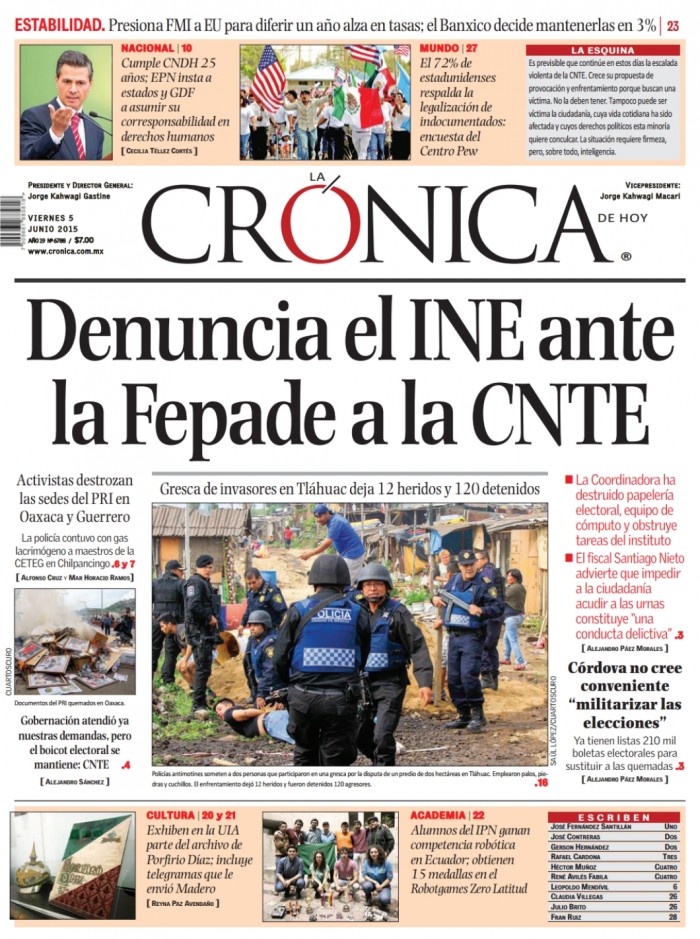 ESTABILIDAD. Presiona FMI a EU para diferir un año alza en tasas; el Banxico decide mantenerlas en 3% | 23
NACIONAL | 10
Cumple CNDH 25
años; EPN insta a
estados y GDF
a asumir su
corresponsabilidad en
derechos humanos
[ CECILIA TÉLLEZ CORTÉS ]
MUNDO | 27
El 72% de
estadunidenses
respalda la
legalización de
indocumentados:
encuesta del
Centro Pew
LA ESQUINA
Es previsible que continúe en estos días la escalada
violenta de la CNTE. Crece su propuesta de
provocación y enfrentamiento porque buscan una
víctima. No la deben tener. Tampoco puede ser
víctima la ciudadanía, cuya vida cotidiana ha sido
afectada y cuyos derechos políticos esta minoría
quiere conculcar. La situación requiere firmeza,
pero, sobre todo, inteligencia.
PRESIDENTE Y DIRECTOR GENERAL:
Jorge Kahwagi Gastine
VIERNES 5
JUNIO 2015
AÑO 19 Nº 6788 / $7.00
www.cronica.com.mx
LA
CRÓNICA
DE HOY
®
VICEPRESIDENTE:
Jorge Kahwagi Macari
Denuncia el INE ante
la Fepade a la CNTE
Activistas destrozan
las sedes del PRI en
Oaxaca y Guerrero
La policía contuvo con gas
lacrimógeno a maestros de la
CETEG en Chilpancingo .6 y 7
[ ALFONSO CRUZ Y MAR HORACIO RAMOS ]
CUARTOSCURO
Documentos del PRI quemados en Oaxaca.
Gobernación atendió ya
nuestras demandas, pero
el boicot electoral se
mantiene: CNTE .4
[ ALEJANDRO SÁNCHEZ ]
Gresca de invasores en Tláhuac deja 12 heridos y 120 detenidos
POLICÍA
SAÚL LÓPEZ/CUARTOSCURO
Policías antimotines someten a dos personas que participaron en una gresca por la disputa de un predio de dos hectáreas en Tláhuac. Emplearon palos, pie-
dras y cuchillos. El enfrentamiento dejó 12 heridos y fueron detenidos 120 agresores. .16
La Coordinadora ha
destruido papelería
electoral, equipo de
cómputo y obstruye
tareas del instituto
El fiscal Santiago Nieto
advierte que impedir
a la ciudadanía
acudir a las urnas
constituye "una
conducta delictiva" .3
[ ALEJANDRO PÁEZ MORALES ]
Córdova no cree
conveniente
“militarizar las
elecciones”
Ya tienen listas 210 mil
boletas electorales para
sustituir a las quemadas .3
[ ALEJANDRO PÁEZ MORALES ]
CULTURA | 20 y 21
Exhiben en la UIA
parte del archivo de
Porfirio Díaz; incluye
telegramas que le
envió Madero
[ REYNA PAZ AVENDAÑO ]
ACADEMIA | 22
Alumnos del IPN ganan
competencia robótica
en Ecuador; obtienen
15 medallas en el
Robotgames Zero Latitud
ESCRIBEN
JOSÉ FERNÁNDEZ SANTILLÁN UNO
JOSÉ CONTRERAS DOS
GERSON HERNÁNDEZ DOS
RAFAEL CARDONA TRES
HÉCTOR MUÑOZ CUATRO
RENÉ AVILÉS FABILA CUATRO
LEOPOLDO MENDÍVIL 6
CLAUDIA VILLEGAS 26
JULIO BRITO 26
FRAN RUIZ 28